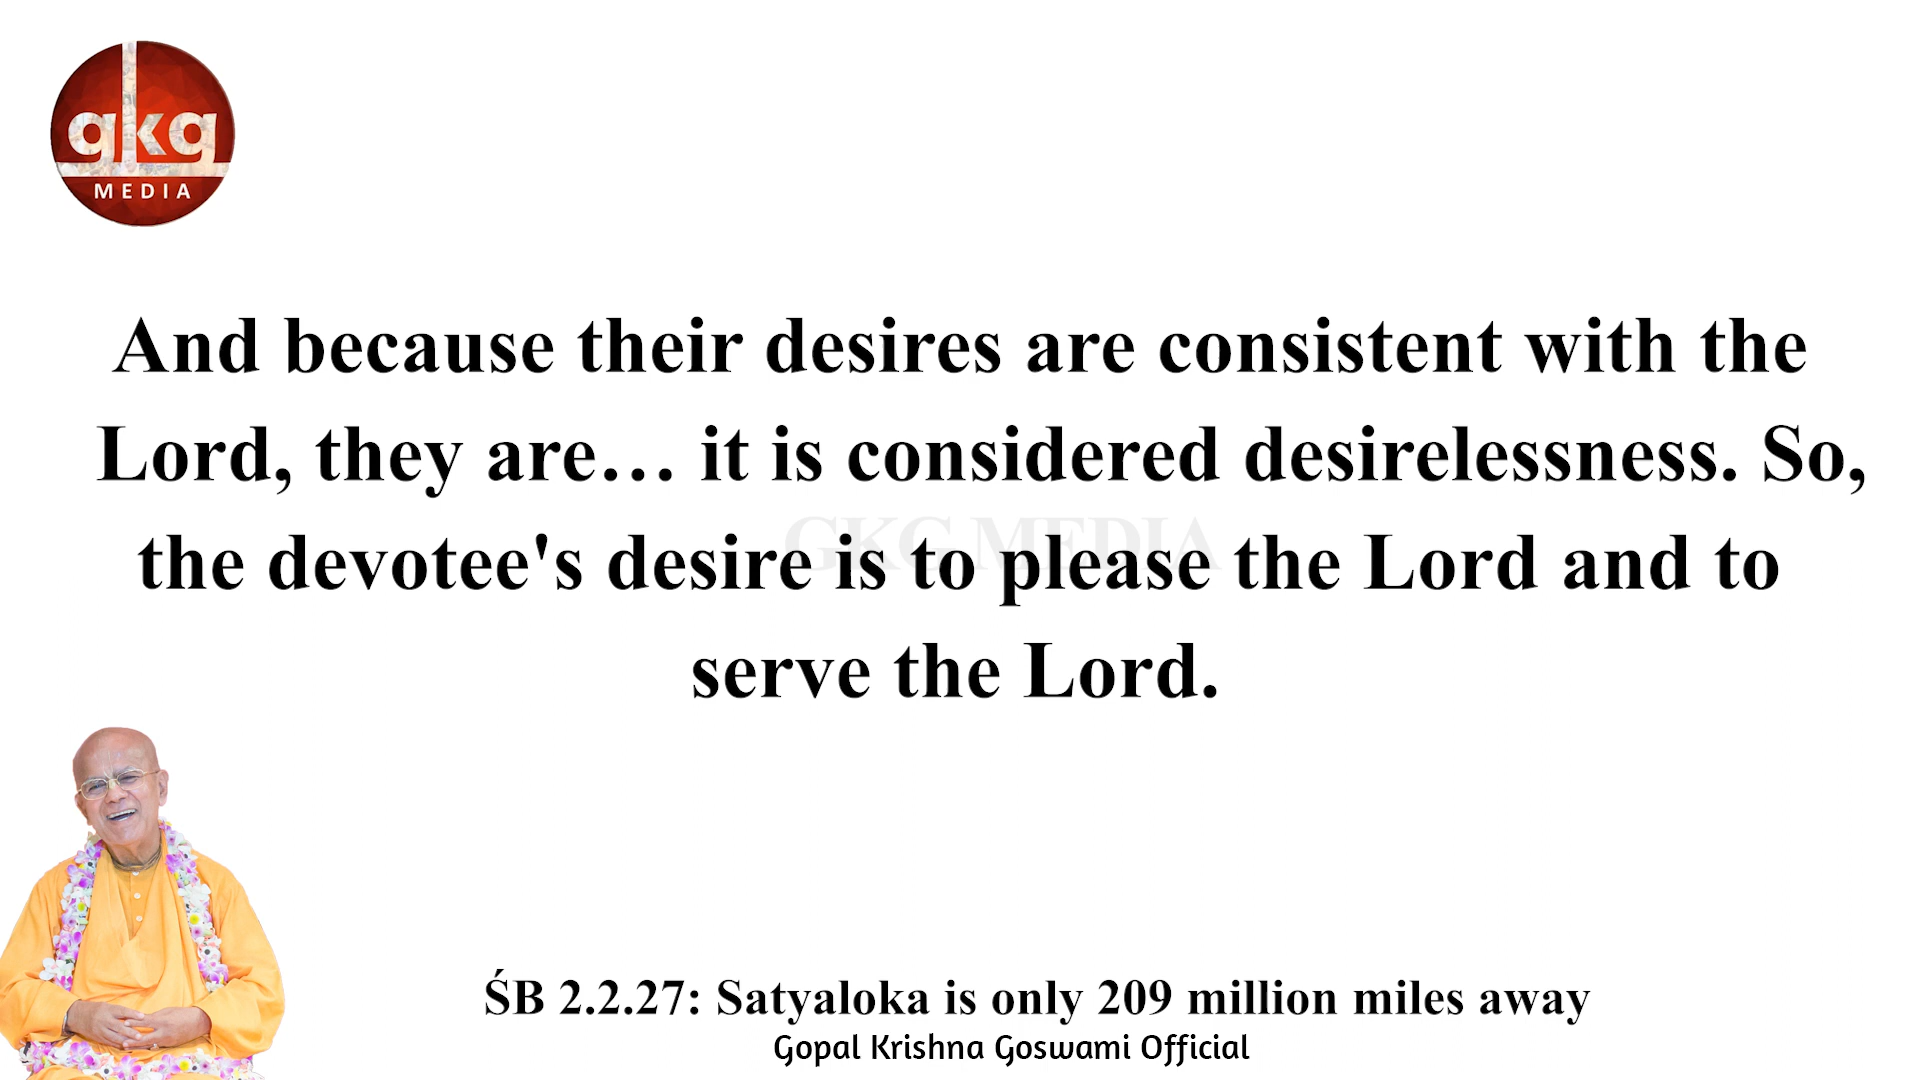 gkg
MEDIA
And because their desires are consistent with the
Lord, they are… it is considered desirelessness. So,
the devotee's desire is to please the Lord and to
serve the Lord.
GKG MEDIA
ŚB 2.2.27: Satyaloka is only 209 million miles away
Gopal Krishna Goswami Official